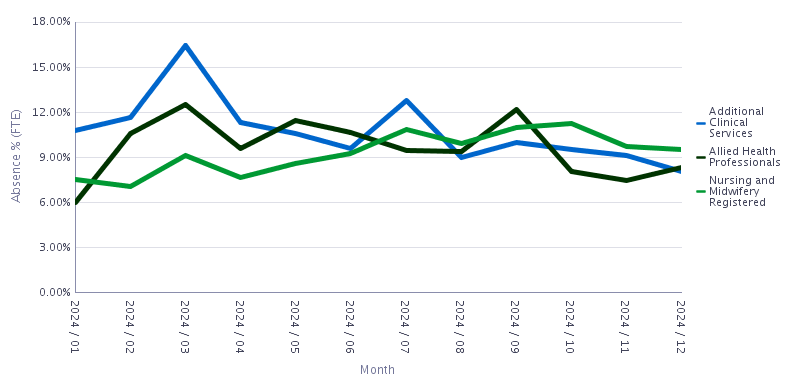 18.00%
15.00%
12.00%
9.00%
6.00%
3.00%
0.00%
Absence % (FTE)
2024 / 01
2024 / 02
2024 / 03
2024 / 04
2024 / 05
2024 / 06
2024 / 07
2024 / 08
2024 / 09
2024 / 10
2024 / 11
2024 / 12
Month
Additional
Clinical
Services
Allied Health
Professionals
Nursing and
Midwifery
Registered